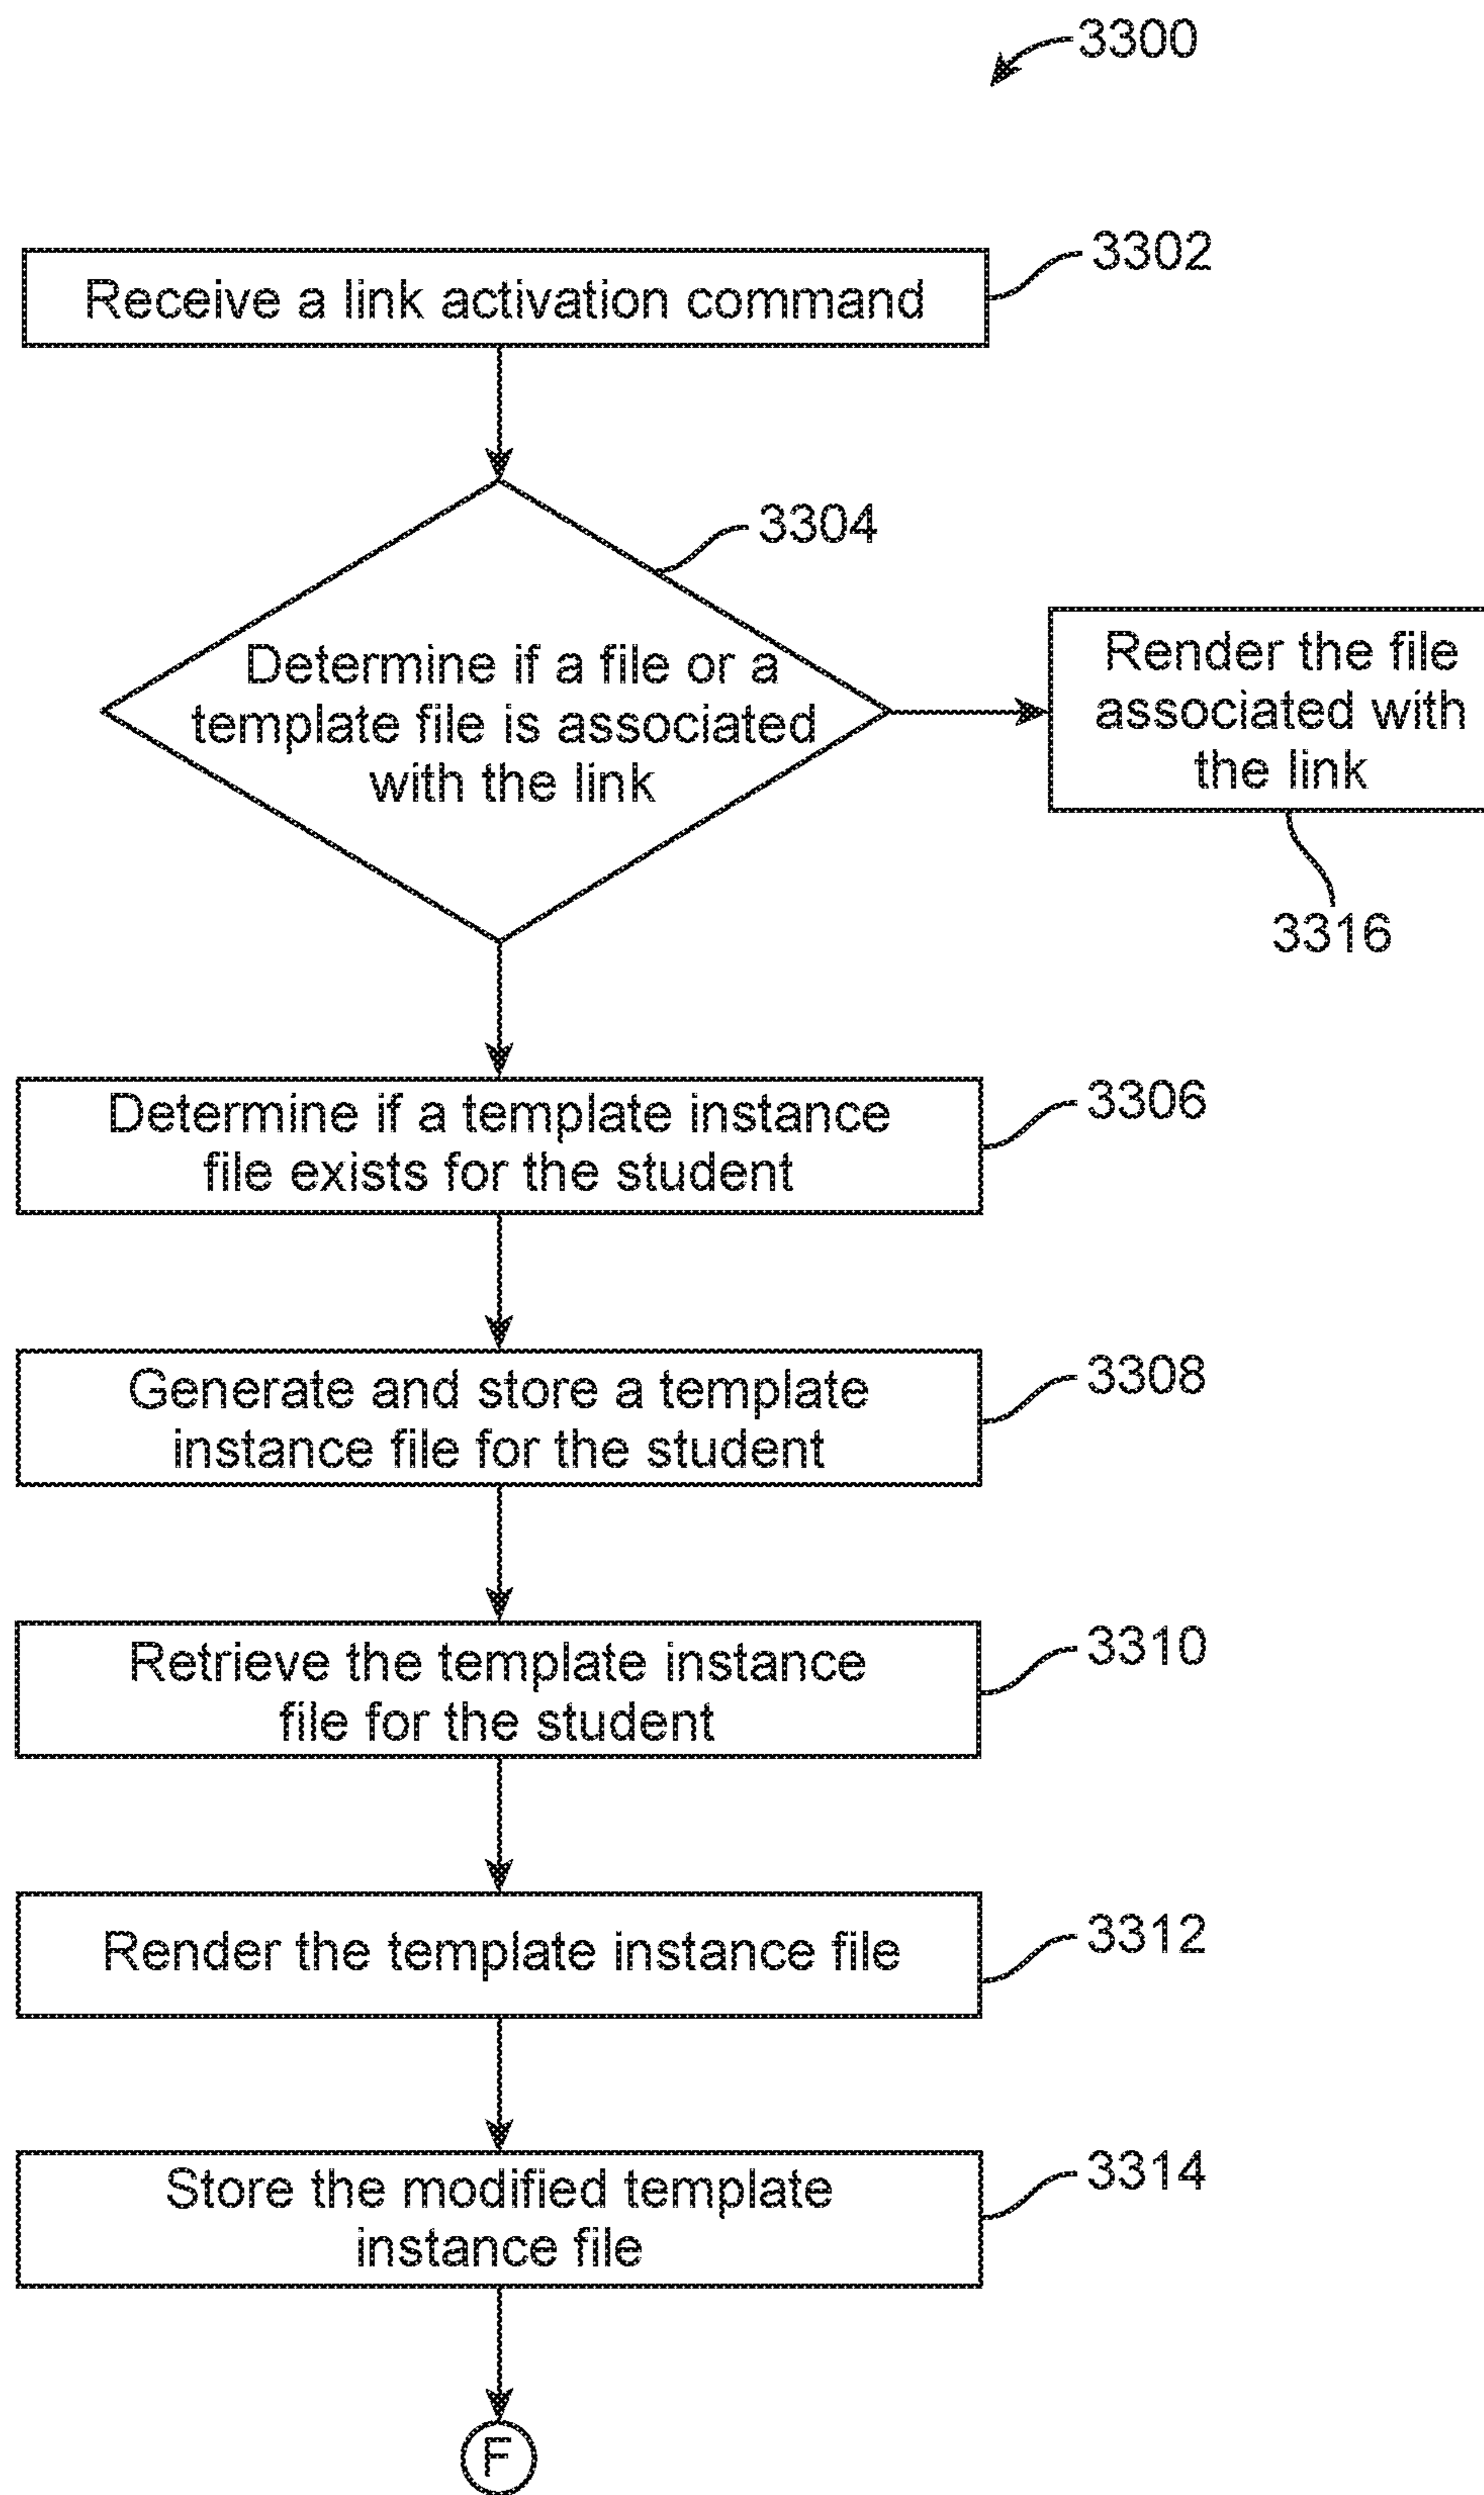 3300
Receive a link activation command
3302
3304
Determine if a file or a
template file is associated
with the link
Render the file
associated with
the link
3316
Determine if a template instance
file exists for the student
3306
Generate and store a template
instance file for the student
3308
Retrieve the template instance
file for the student
3310
Render the template instance file
3312
Store the modified template
instance file
3314
F